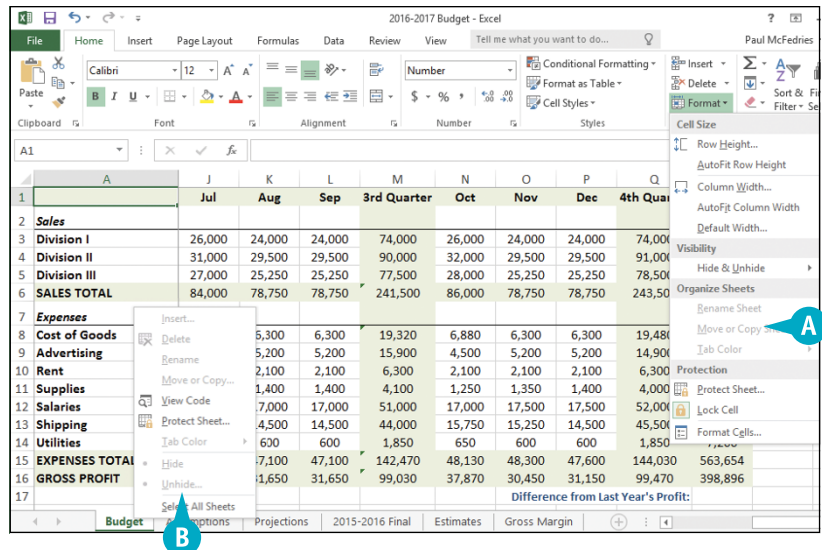 2016-2017 Budget - Excel ?
File Home Insert Page Layout Formulas Data Review View Tell me what you want to do... Paul McFedries
Paste Calibri 12 A A Number Conditional Formatting Insert Σ A Z
B I U A $ % , .0 .00 .00 .0 Format as Table Delete Sort &
Cell Styles Format Filter
Clipboard Font Alignment Number Styles
A1 fx
Cell Size
Row Height...
AutoFit Row Height
Column Width...
AutoFit Column Width
Default Width...
Visibility
Hide & Unhide
Organize Sheets
Rename Sheet
Move or Copy
Tab Color
Protection
Protect Sheet...
Lock Cell
Format Cells...
A
A J K L M N O P Q
1 Jul Aug Sep 3rd Quarter Oct Nov Dec 4th
2 Sales
3 Division I 26,000 24,000 24,000 74,000 26,000 24,000 24,000
4 Division II 31,000 29,500 29,500 90,000 32,000 29,500 29,500
5 Division III 27,000 25,250 25,250 77,500 28,000 25,250 25,250
6 SALES TOTAL 84,000 78,750 78,750 241,500 86,000 78,750 78,750
7 Expenses
8 Cost of Goods 6,300 6,300 19,320 6,880 6,300 6,300
9 Advertising 5,200 5,200 15,900 4,500 5,200 5,200
10 Rent 2,100 2,100 6,300 2,100 2,100 2,100
11 Supplies 1,400 1,400 4,100 1,250 1,350 1,400
12 Salaries 17,000 51,000 17,000 17,500 17,500
13 Shipping 14,500 44,000 15,750 15,250 14,500
14 Utilities 600 600 1,850 650 600 600 1,850
15 EXPENSES TOTAL 47,100 142,470 48,130 48,300 47,600 144,030 563,654
16 GROSS PROFIT 31,650 99,030 37,870 30,450 31,150 99,470 398,896
17 Difference from Last Year's Profit:
Insert...
Delete
Rename
Move or Copy...
View Code
Protect Sheet...
Tab Color
Hide
Unhide...
All Sheets
B
Budget Projections 2015-2016 Final Estimates Gross Margin